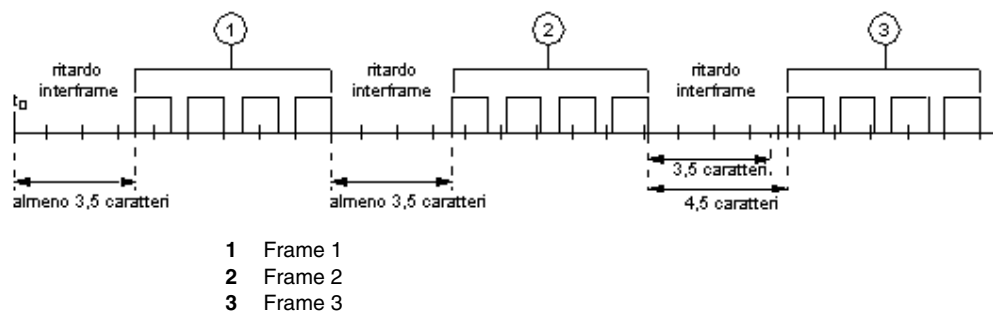 1 2 3
ritardo interframe
ritardo interframe
ritardo interframe
t0
3,5 caratteri.
almeno 3,5 caratteri
almeno 3,5 caratteri
4,5 caratteri
1 Frame 1
2 Frame 2
3 Frame 3